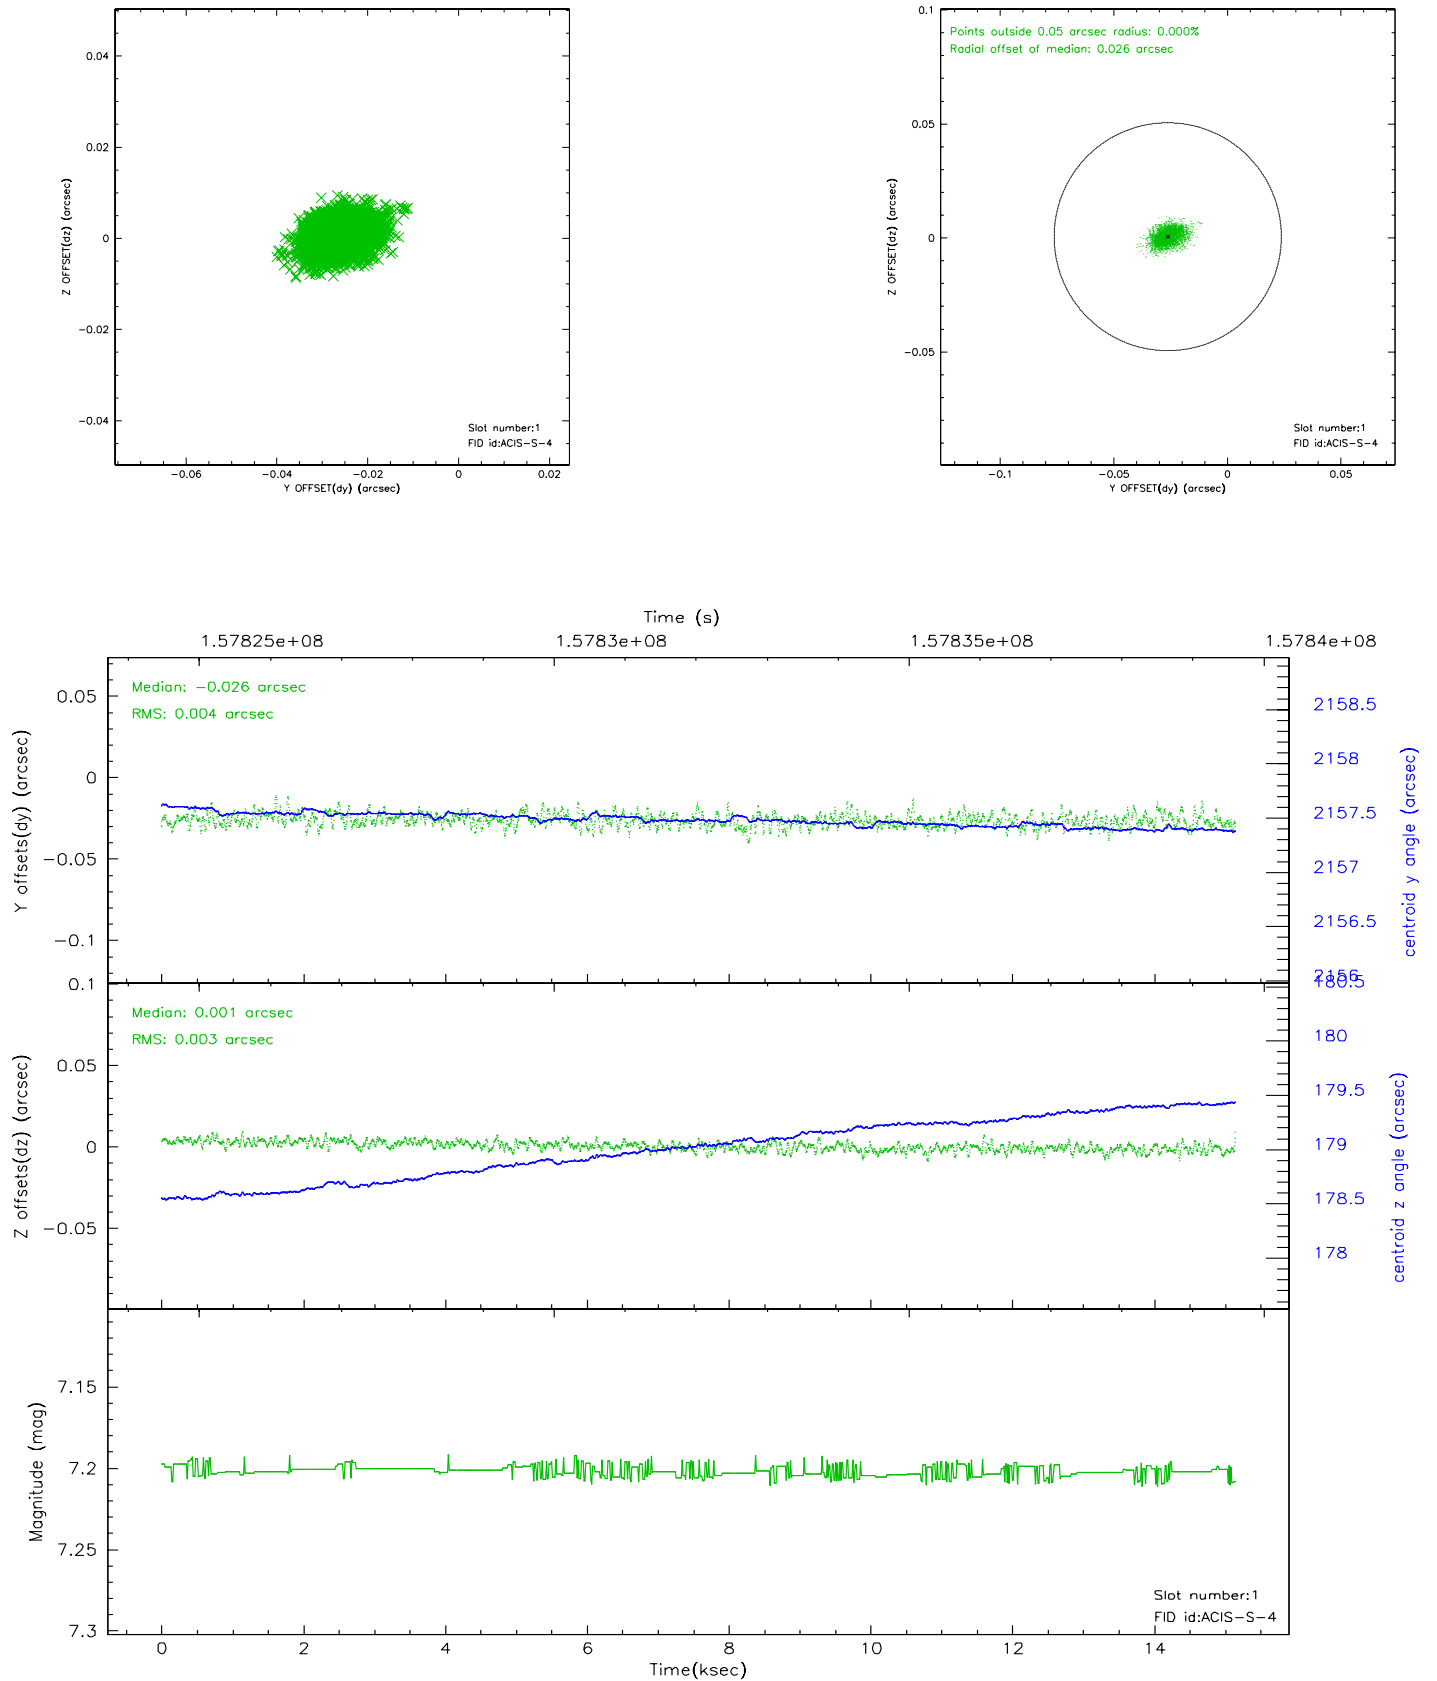 0.04
0.02
0
−0.02
−0.04
Z OFFSET(dz) (arcsec)
Slot number:1
FID id:ACIS−S−4
−0.06
−0.04
−0.02
0
0.02
Y OFFSET(dy) (arcsec)
0.1
0.05
0
−0.05
Z OFFSET(dz) (arcsec)
Points outside 0.05 arcsec radius: 0.000%
Radial offset of median: 0.026 arcsec
Slot number:1
FID id:ACIS−S−4
−0.1
−0.05
0
0.05
Y OFFSET(dy) (arcsec)
Time (s)
1.57825e+08
1.5783e+08
1.57835e+08
1.5784e+08
Median: −0.026 arcsec
RMS: 0.004 arcsec
0.05
0
−0.05
−0.1
Y offsets(dy) (arcsec)
2158.5
2158
2157.5
2157
2156.5
2156
centroid y angle (arcsec)
Median: 0.001 arcsec
RMS: 0.003 arcsec
0.1
0.05
0
−0.05
Z offsets(dz) (arcsec)
180.5
180
179.5
179
178.5
178
centroid z angle (arcsec)
7.15
7.2
7.25
7.3
Magnitude (mag)
Slot number:1
FID id:ACIS−S−4
0
2
4
6
8
10
12
14
Time(ksec)